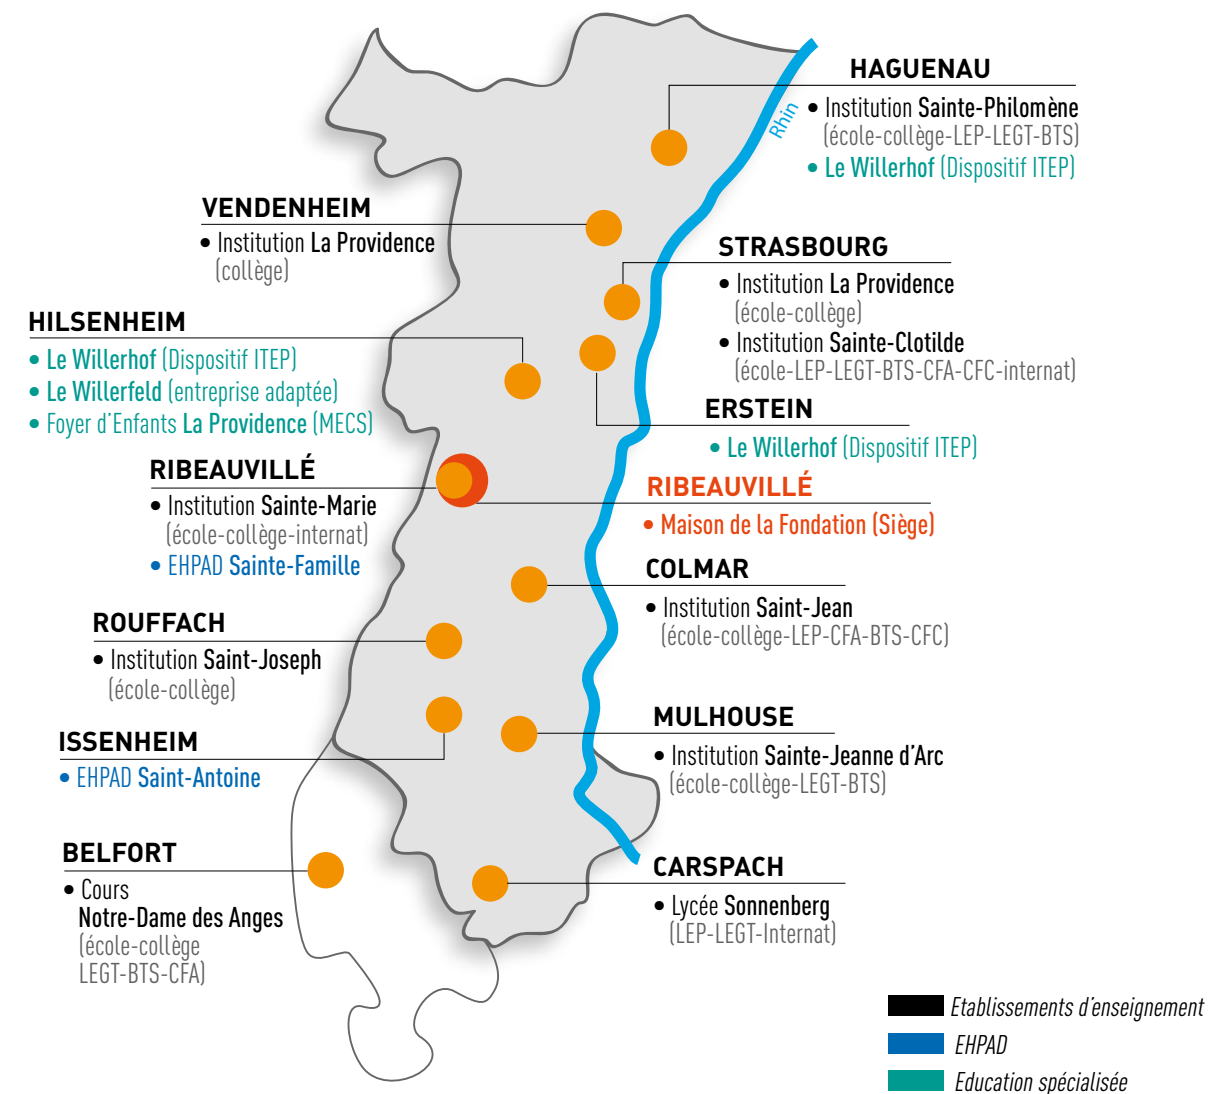 HAGUENAU
• Institution Sainte-Philomène
(école-collège-LEP-LEGT-BTS)
• Le Willerhof (Dispositif ITEP)
Rhin
VENDENHEIM
• Institution La Providence
(collège)
STRASBOURG
• Institution La Providence
(école-collège)
• Institution Sainte-Clotilde
(école-LEP-LEGT-BTS-CFA-CFC-internat)
HILSENHEIM
• Le Willerhof (Dispositif ITEP)
• Le Willerfeld (entreprise adaptée)
• Foyer d'Enfants La Providence (MECS)
ERSTEIN
• Le Willerhof (Dispositif ITEP)
RIBEAUVILLÉ
• Institution Sainte-Marie
(école-collège-internat)
• EHPAD Sainte-Famille
RIBEAUVILLÉ
• Maison de la Fondation (Siège)
COLMAR
• Institution Saint-Jean
(école-collège-LEP-CFA-BTS-CFC)
ROUFFACH
• Institution Saint-Joseph
(école-collège)
MULHOUSE
• Institution Sainte-Jeanne d'Arc
(école-collège-LEGT-BTS)
ISSENHEIM
• EHPAD Saint-Antoine
BELFORT
• Cours
Notre-Dame des Anges
(école-collège
LEGT-BTS-CFA)
CARSPACH
• Lycée Sonnenberg
(LEP-LEGT-Internat)
Etablissements d'enseignement
EHPAD
Education spécialisée